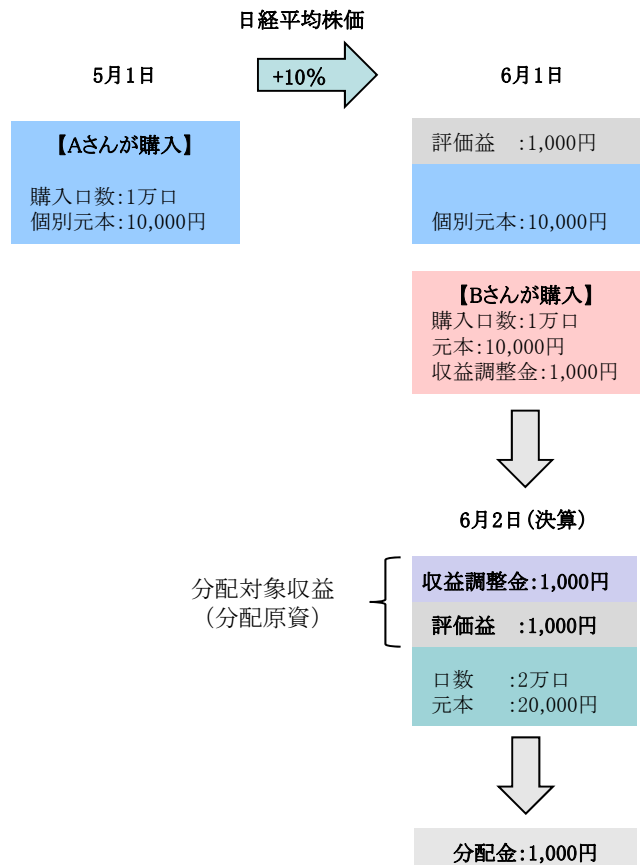 日経平均株価
5月1日
+10%
6月1日
【Aさんが購入】
購入口数:1万口
個別元本:10,000円
評価益 :1,000円
個別元本:10,000円
【Bさんが購入】
購入口数:1万口
元本:10,000円
収益調整金:1,000円
6月2日(決算)
分配対象収益
(分配原資)
収益調整金:1,000円
評価益 :1,000円
口数 :2万口
元本 :20,000円
分配金:1,000円